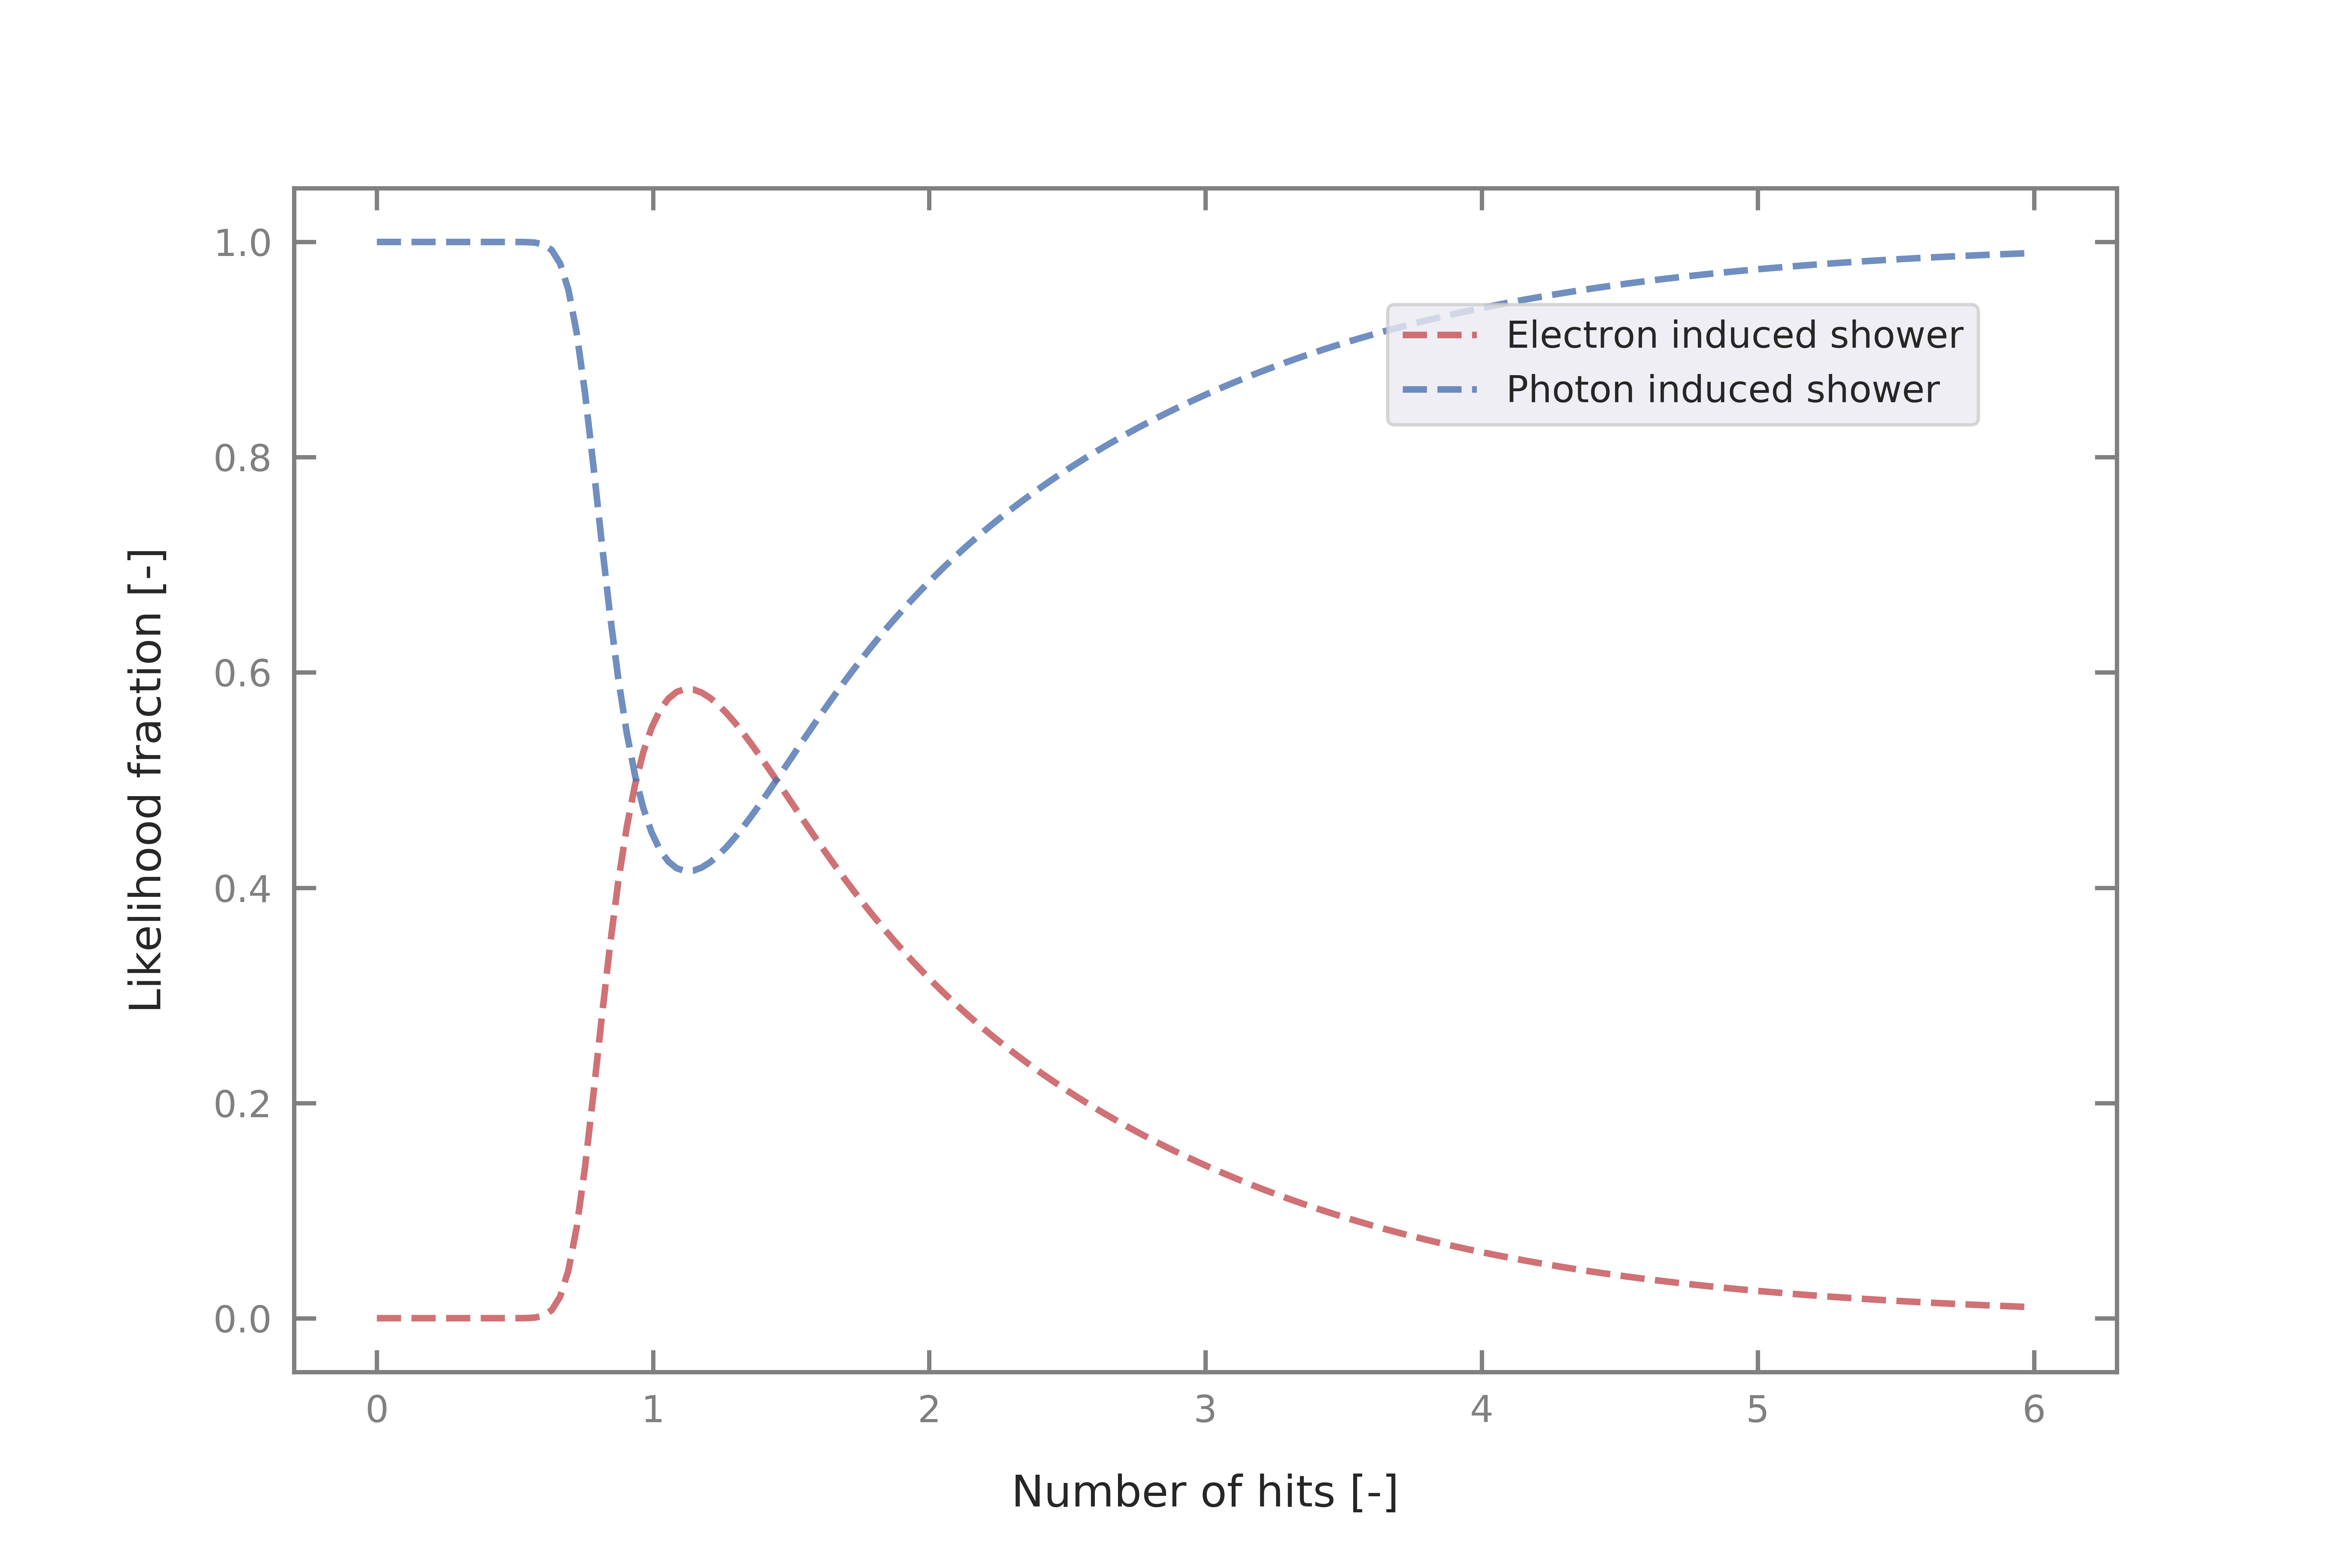 1.0
0.8
0.6
0.4
0.2
0.0
Likelihood fraction [-]
Electron induced shower
Photon induced shower
0 1 2 3 4 5 6
Number of hits [-]